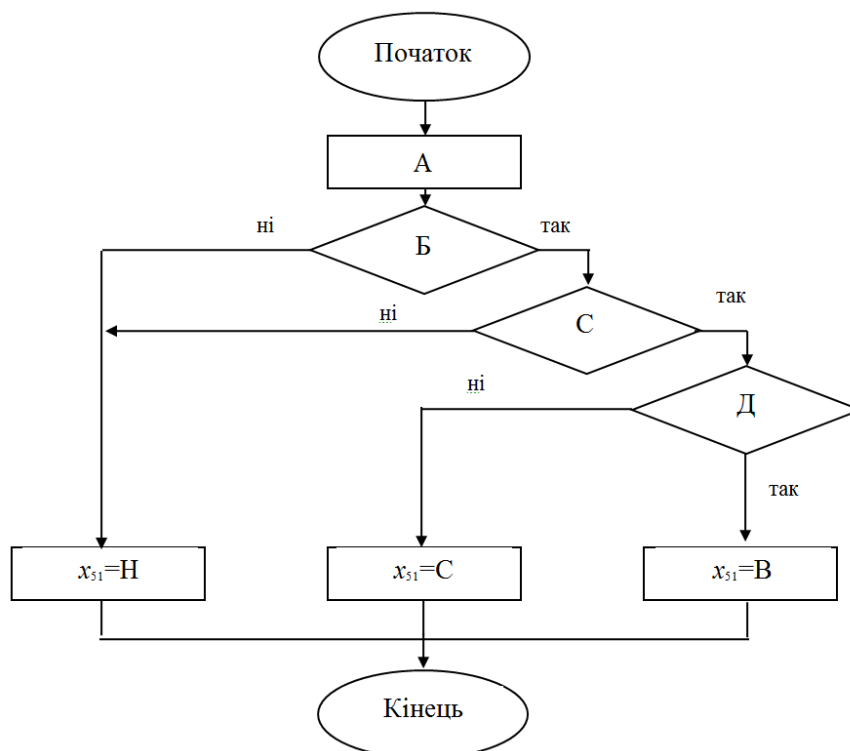 Початок
А
ні
так
Б
ні
так
С
ні
Д
так
x₅₁=Н
x₅₁=С
x₅₁=В
Кінець